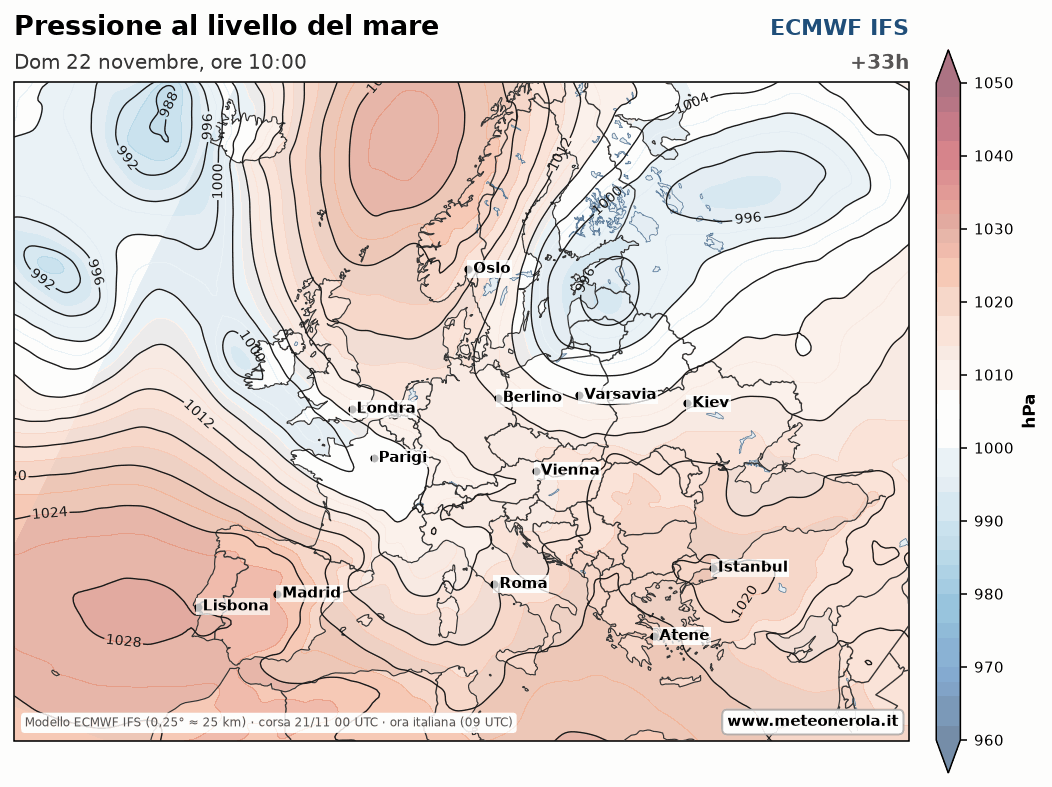 Pressione al livello del mare
ECMWF IFS
Dom 22 novembre, ore 10:00
+33h
988
992
996
1000
1004
1012
1000
996
996
992
996
1000
1012
20
1024
1028
1020
Oslo
Londra
Berlino
Varsavia
Kiev
Parigi
Vienna
Istanbul
Roma
Madrid
Lisbona
Atene
1050
1040
1030
1020
1010
1000
990
980
970
960
hPa
Modello ECMWF IFS (0,25° ≈ 25 km) · corsa 21/11 00 UTC · ora italiana (09 UTC)
www.meteonerola.it